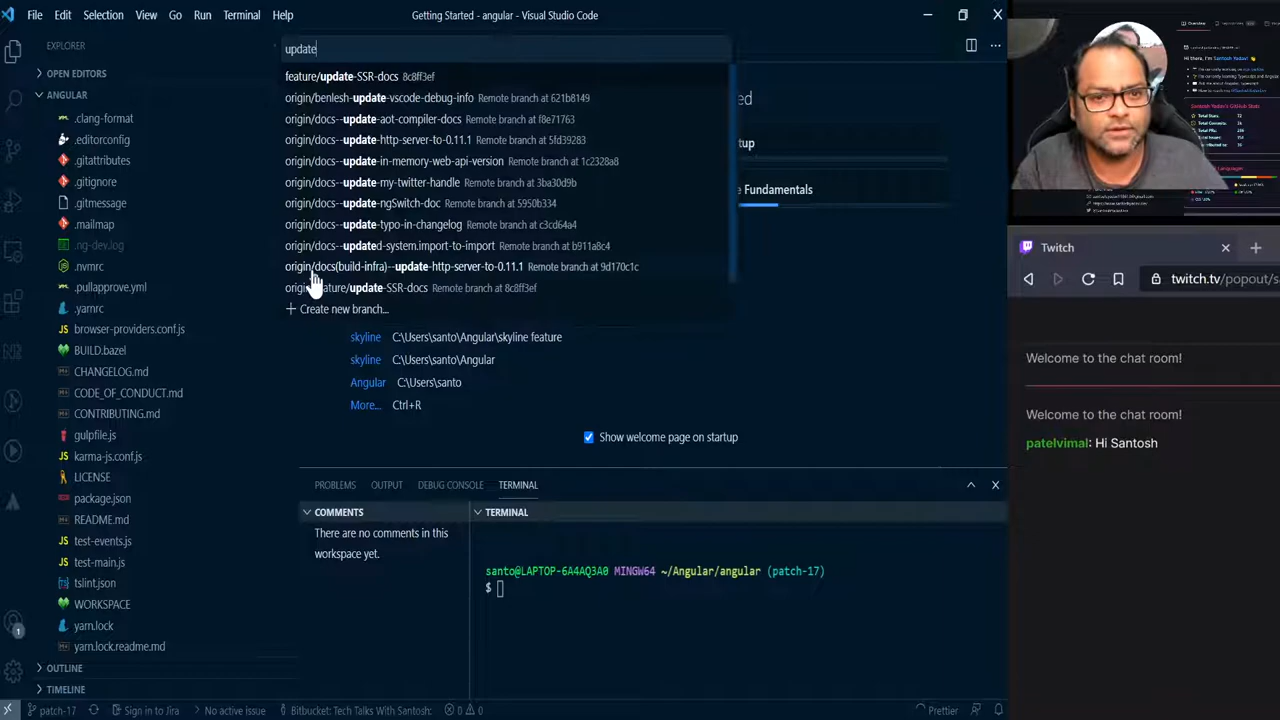 File Edit Selection View Go Run Terminal Help
Getting Started - angular - Visual Studio Code
EXPLORER
OPEN EDITORS
ANGULAR
.clang-format
.editorconfig
.gitattributes
.gitignore
.gitmessage
.mailmap
.ng-dev.log
.nvmrc
.pullapprove.yml
.yarnrc
browser-providers.conf.js
BUILD.bazel
CHANGELOG.md
CODE_OF_CONDUCT.md
CONTRIBUTING.md
gulpfile.js
karma-js.conf.js
LICENSE
package.json
README.md
test-events.js
test-main.js
tslint.json
WORKSPACE
yarn.lock
yarn.lock.readme.md
OUTLINE
TIMELINE
update
feature/update-SSR-docs 8c8ff3ef
origin/benlesh-update-vscode-debug-info Remote branch at 621b8149
origin/docs--update-aot-compiler-docs Remote branch at f8e71763
origin/docs--update-http-server-to-0.11.1 Remote branch at 5fd39283
origin/docs--update-in-memory-web-api-version Remote branch at 1c2328a8
origin/docs--update-my-twitter-handle Remote branch at 3ba30d9b
origin/docs--update-ngswitch-doc Remote branch at 5950b334
origin/docs--update-typo-in-changelog Remote branch at c3cd64a4
origin/docs--updated-system.import-to-import Remote branch at b911a8c4
origin/docs(build-infra)--update-http-server-to-0.11.1 Remote branch at 9d170c1c
/update-SSR-docs Remote branch at 8c8ff3ef
+ Create new branch...
Fundamentals
skyline C:\Users\santo\Angular\skyline feature
skyline C:\Users\santo\Angular
Angular C:\Users\santo
More... Ctrl+R
Show welcome page on startup
PROBLEMS OUTPUT DEBUG CONSOLE TERMINAL
COMMENTS
There are no comments in this
workspace yet.
TERMINAL
santo@LAPTOP-6A4AQ3A0 MINGW64 ~/Angular/angular (patch-17)
$
1
patch-17 Sign in to Jira No active issue Bitbucket: Tech Talks With Santosh: 0 0 Prettier
Twitch
twitch.tv/popout/s
Welcome to the chat room!
Welcome to the chat room!
patelvimal: Hi Santosh